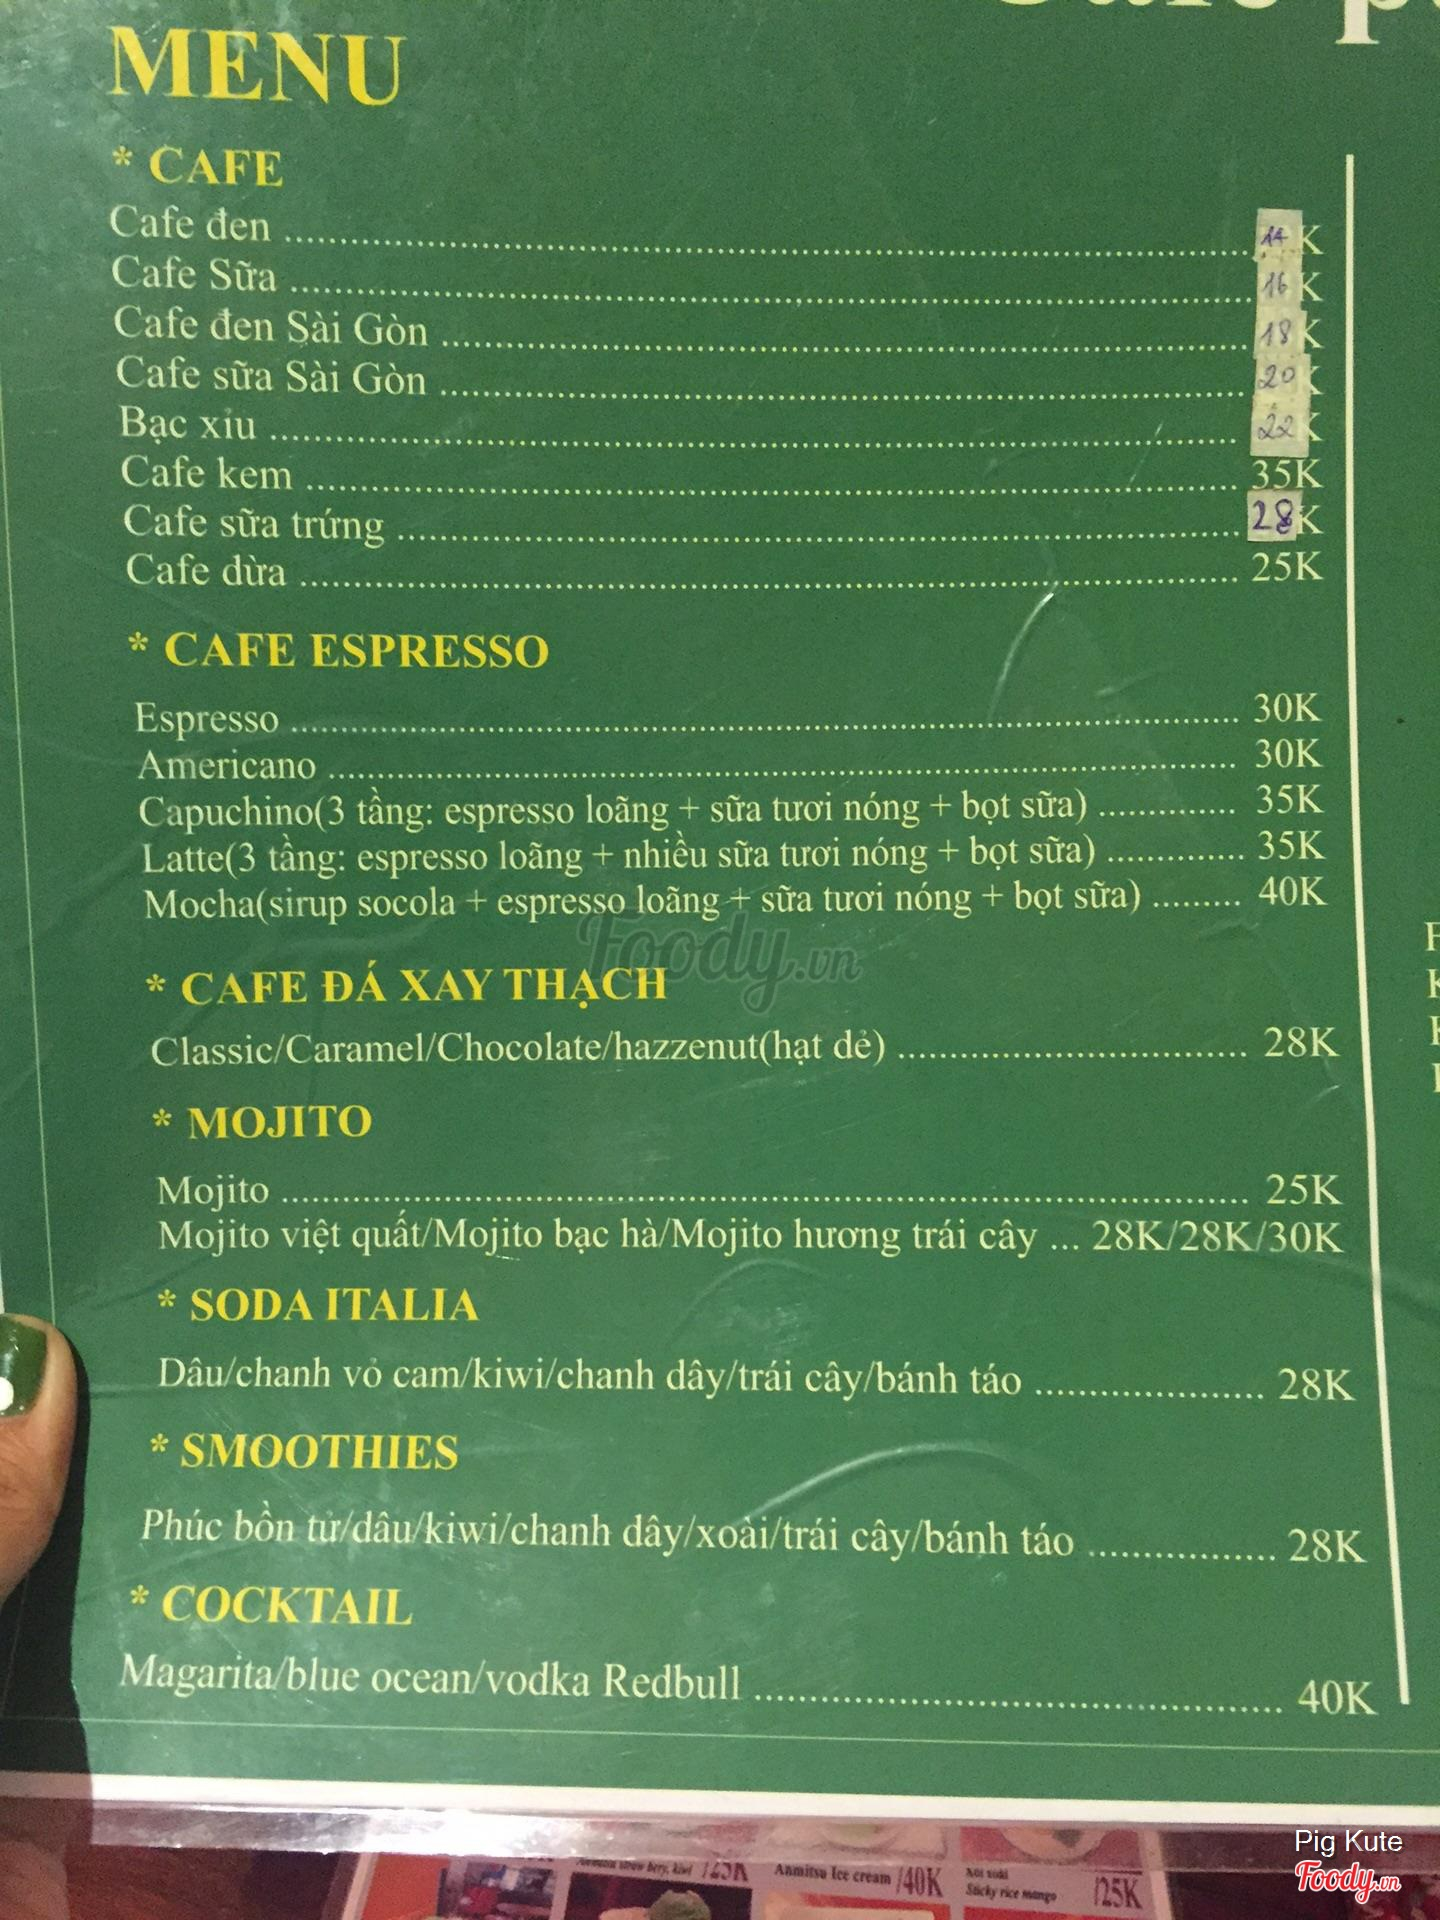 MENU
* CAFE
Cafe đen ........ 14K
Cafe Sữa ........ 16K
Cafe đen Sài Gòn ........ 18K
Cafe sữa Sài Gòn ........ 20K
Bạc xỉu ........ 22K
Cafe kem ........ 35K
Cafe sữa trứng ........ 28K
Cafe dừa ........ 25K
* CAFE ESPRESSO
Espresso ........ 30K
Americano ........ 30K
Capuchino(3 tầng: espresso loãng + sữa tươi nóng + bọt sữa) ........ 35K
Latte(3 tầng: espresso loãng + nhiều sữa tươi nóng + bọt sữa) ........ 35K
Mocha(sirup socola + espresso loãng + sữa tươi nóng + bọt sữa) ........ 40K
Foody.vn
* CAFE ĐÁ XAY THẠCH
Classic/Caramel/Chocolate/hazzenut(hạt dẻ) ........ 28K
* MOJITO
Mojito ........ 25K
Mojito việt quất/Mojito bạc hà/Mojito hương trái cây ... 28K/28K/30K
* SODA ITALIA
Dâu/chanh vỏ cam/kiwi/chanh dây/trái cây/bánh táo ........ 28K
* SMOOTHIES
Phúc bồn tử/dâu/kiwi/chanh dây/xoài/trái cây/bánh táo ........ 28K
* COCKTAIL
Magarita/blue ocean/vodka Redbull ........ 40K
/25K
Anmitsu Ice cream /40K
Sticky rice mango /25K
Pig Kute
Foody.vn